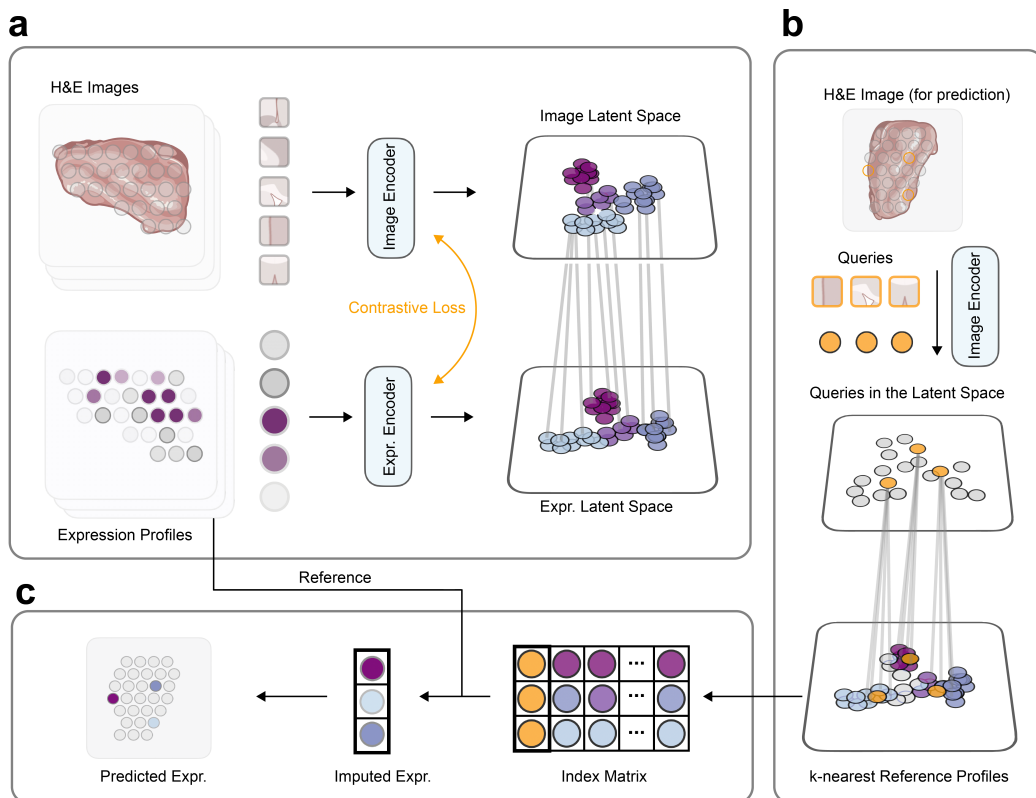 a
H&E Images
Image Encoder
Image Latent Space
Contrastive Loss
Expr. Encoder
Expr. Latent Space
Expression Profiles
b
H&E Image (for prediction)
Queries
Image Encoder
Queries in the Latent Space
k-nearest Reference Profiles
Reference
c
...
...
...
Predicted Expr.
Imputed Expr.
Index Matrix